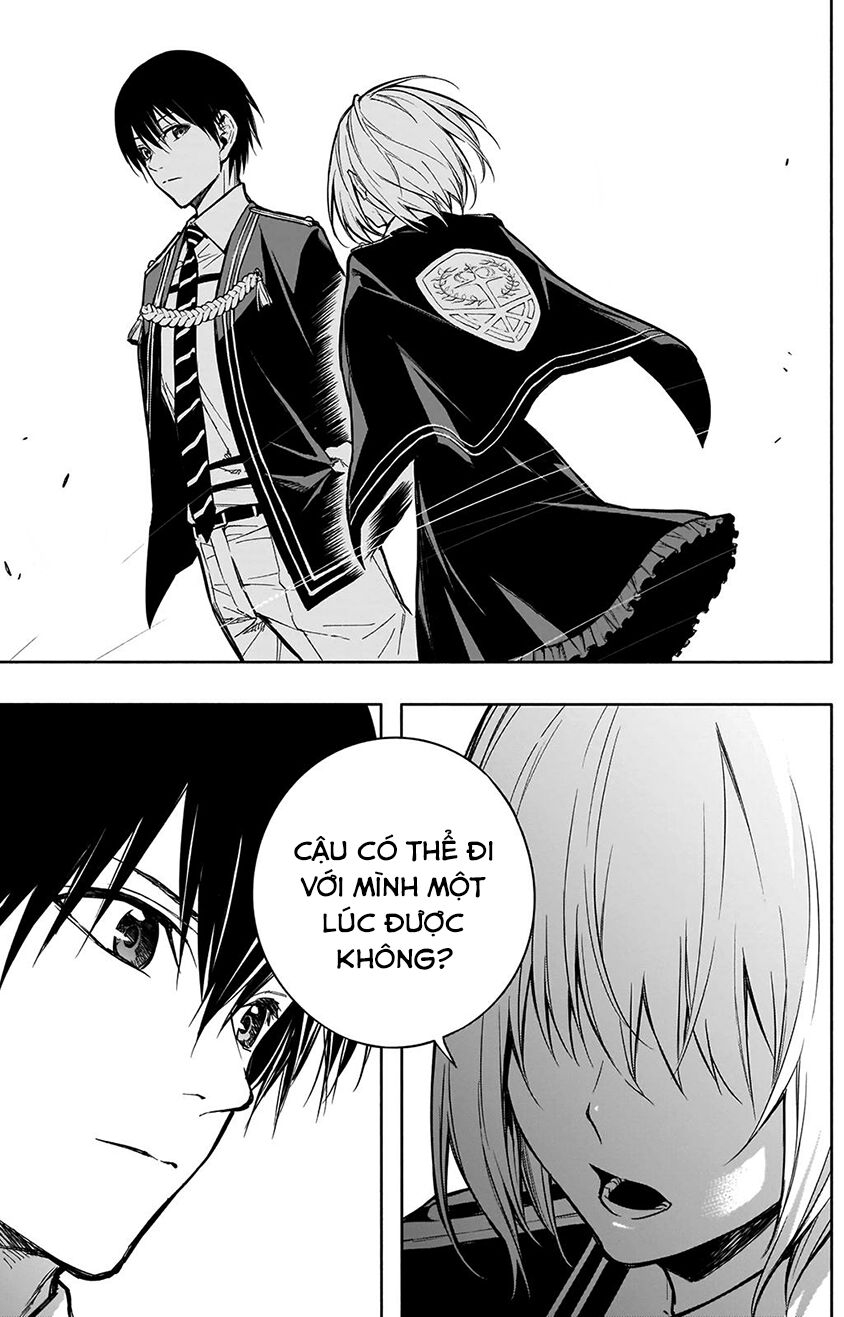 CẬU CÓ THỂ ĐI
VỚI MÌNH MỘT
LÚC ĐƯỢC
KHÔNG?